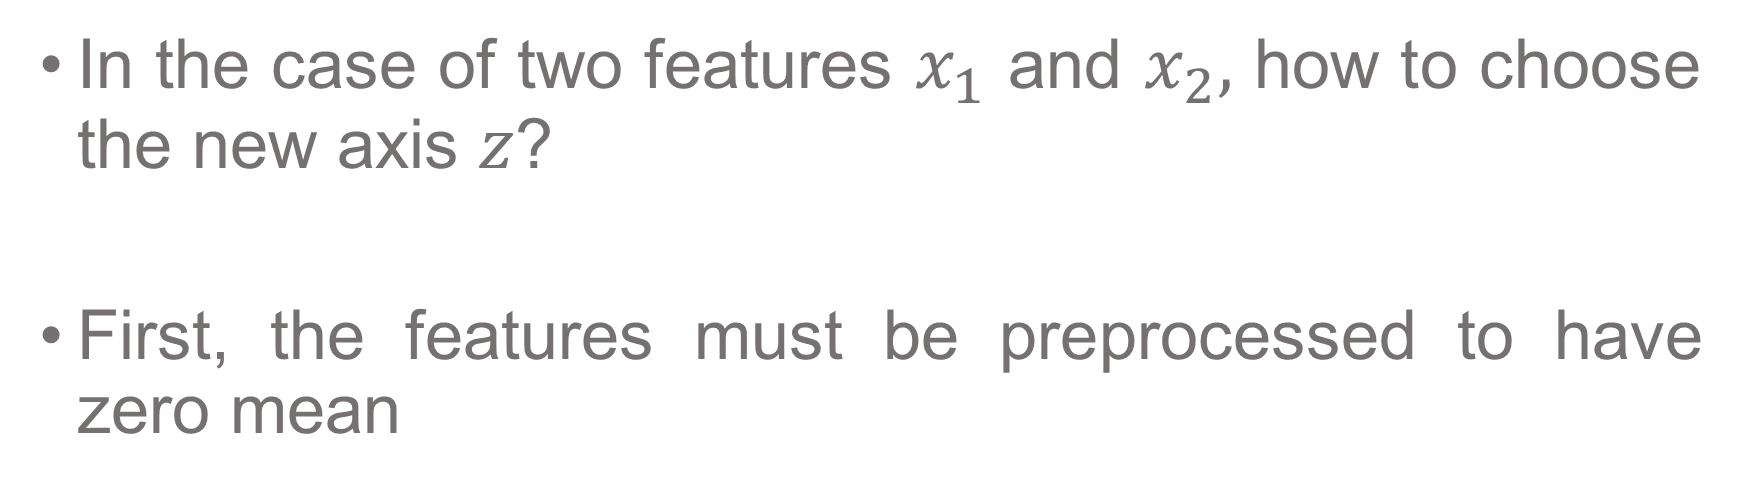 • In the case of two features x₁ and x₂, how to choose
the new axis z?
• First, the features must be preprocessed to have
zero mean